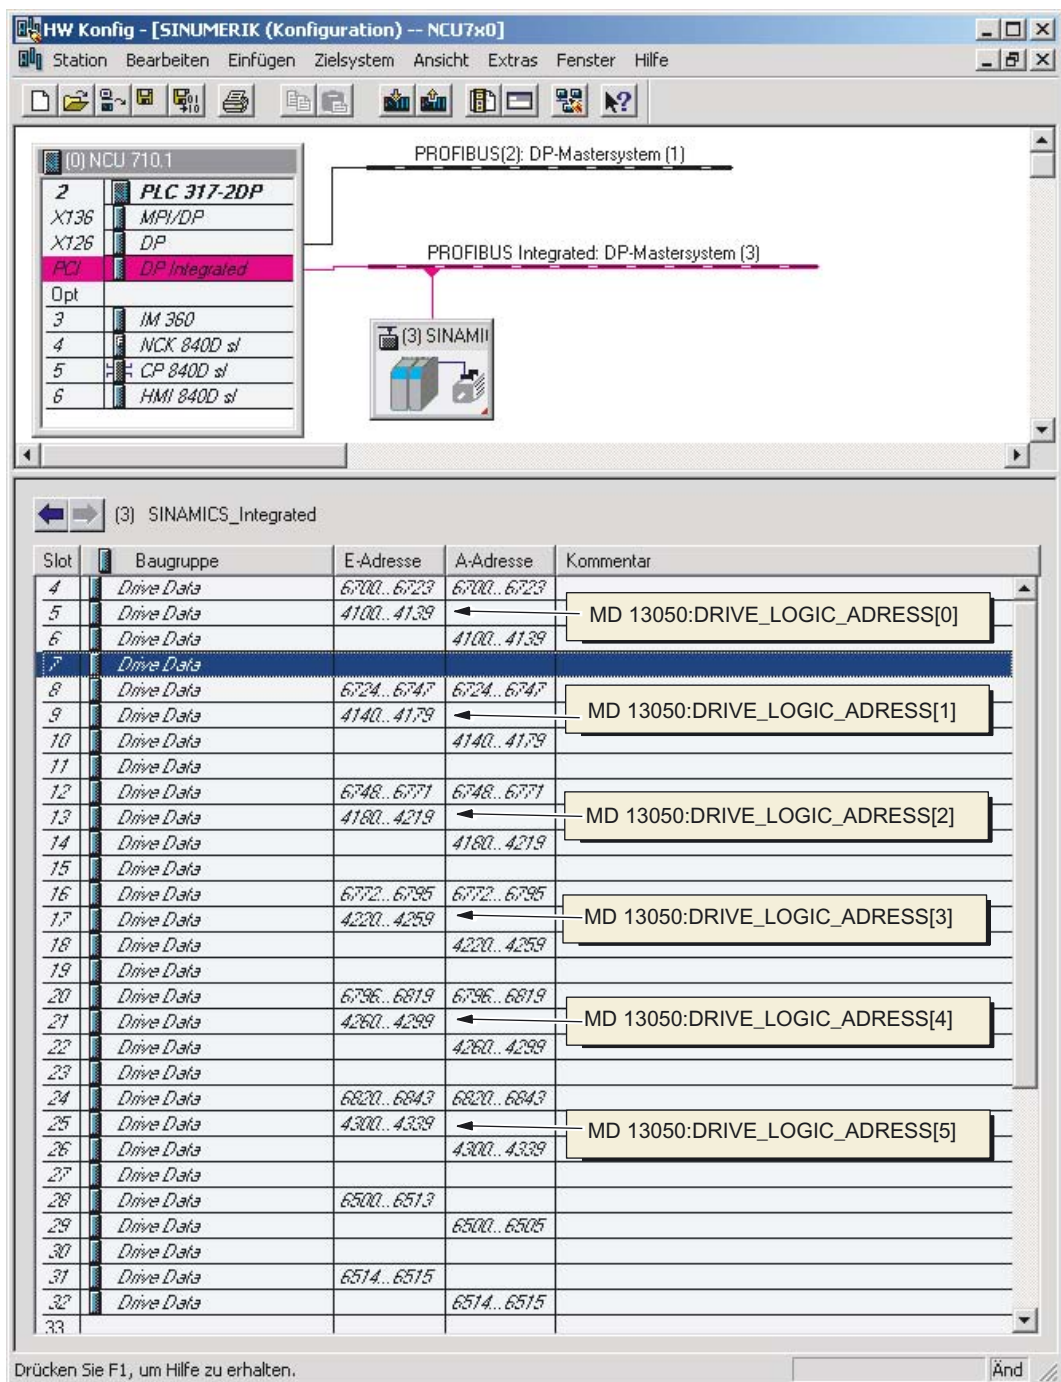 HW Konfig - [SINUMERIK (Konfiguration) -- NCU7x0]
Station Bearbeiten Einfügen Zielsystem Ansicht Extras Fenster Hilfe
(0) NCU 710.1
2 PLC 317-2DP
X136 MPI/DP
X126 DP
PCI DP Integrated
Opt
3 IM 360
4 NCK 840D sl
5 CP 840D sl
6 HMI 840D sl
PROFIBUS(2): DP-Mastersystem (1)
PROFIBUS Integrated: DP-Mastersystem (3)
(3) SINAMI
(3) SINAMICS_Integrated
Slot Baugruppe E-Adresse A-Adresse Kommentar
4 Drive Data 6700...6723 6700...6723
5 Drive Data 4100...4139 MD 13050:DRIVE_LOGIC_ADRESS[0]
6 Drive Data 4100...4139
7 Drive Data
8 Drive Data 6724...6747 6724...6747
9 Drive Data 4140...4179 MD 13050:DRIVE_LOGIC_ADRESS[1]
10 Drive Data 4140...4179
11 Drive Data
12 Drive Data 6748...6771 6748...6771
13 Drive Data 4180...4219 MD 13050:DRIVE_LOGIC_ADRESS[2]
14 Drive Data 4180...4219
15 Drive Data
16 Drive Data 6772...6795 6772...6795
17 Drive Data 4220...4259 MD 13050:DRIVE_LOGIC_ADRESS[3]
18 Drive Data 4220...4259
19 Drive Data
20 Drive Data 6796...6819 6796...6819
21 Drive Data 4260...4299 MD 13050:DRIVE_LOGIC_ADRESS[4]
22 Drive Data 4260...4299
23 Drive Data
24 Drive Data 6820...6843 6820...6843
25 Drive Data 4300...4339 MD 13050:DRIVE_LOGIC_ADRESS[5]
26 Drive Data 4300...4339
27 Drive Data
28 Drive Data 6500...6513
29 Drive Data 6500...6505
30 Drive Data
31 Drive Data 6514...6515
32 Drive Data 6514...6515
33
Drücken Sie F1, um Hilfe zu erhalten. Änd